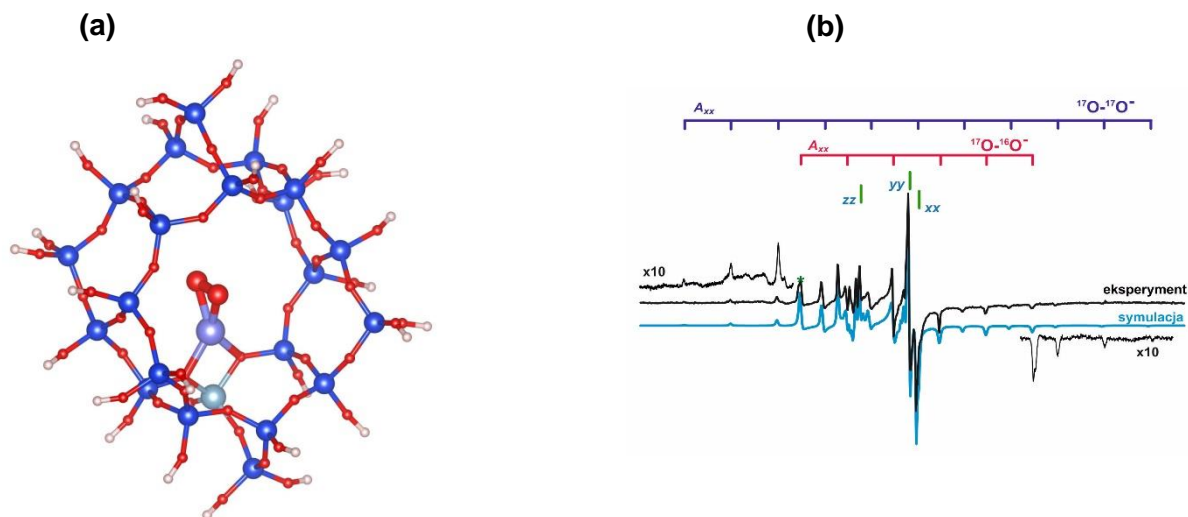 (a)
(b)
Axx 17O-17O−
Axx 17O-16O−
yy
zz
xx
x10
*
eksperyment
symulacja
x10